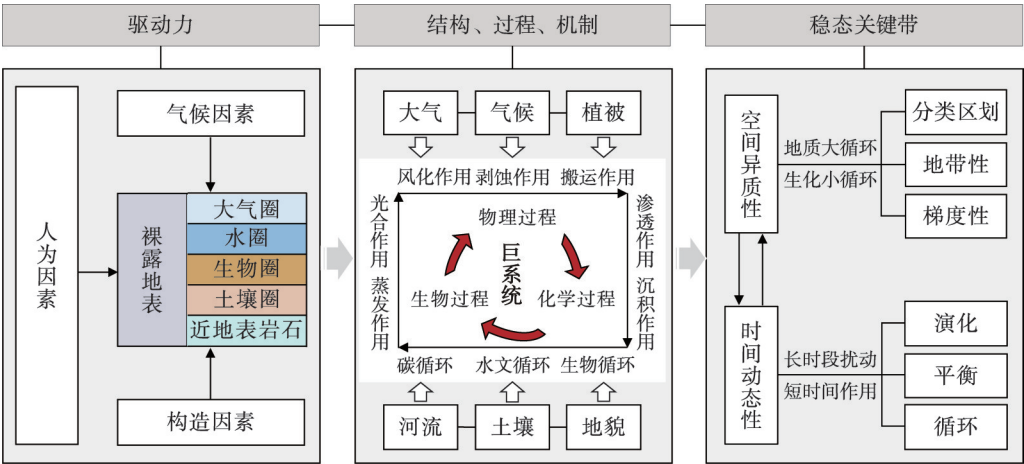 驱动力
结构、过程、机制
稳态关键带
人为因素
气候因素
裸露地表
大气圈
水圈
生物圈
土壤圈
近地表岩石
构造因素
大气
气候
植被
风化作用
剥蚀作用
搬运作用
光合作用
蒸发作用
物理过程
巨系统
生物过程
化学过程
渗透作用
沉积作用
碳循环
水文循环
生物循环
河流
土壤
地貌
空间异质性
地质大循环
生化小循环
分类区划
地带性
梯度性
时间动态性
长时段扰动
短时间作用
演化
平衡
循环